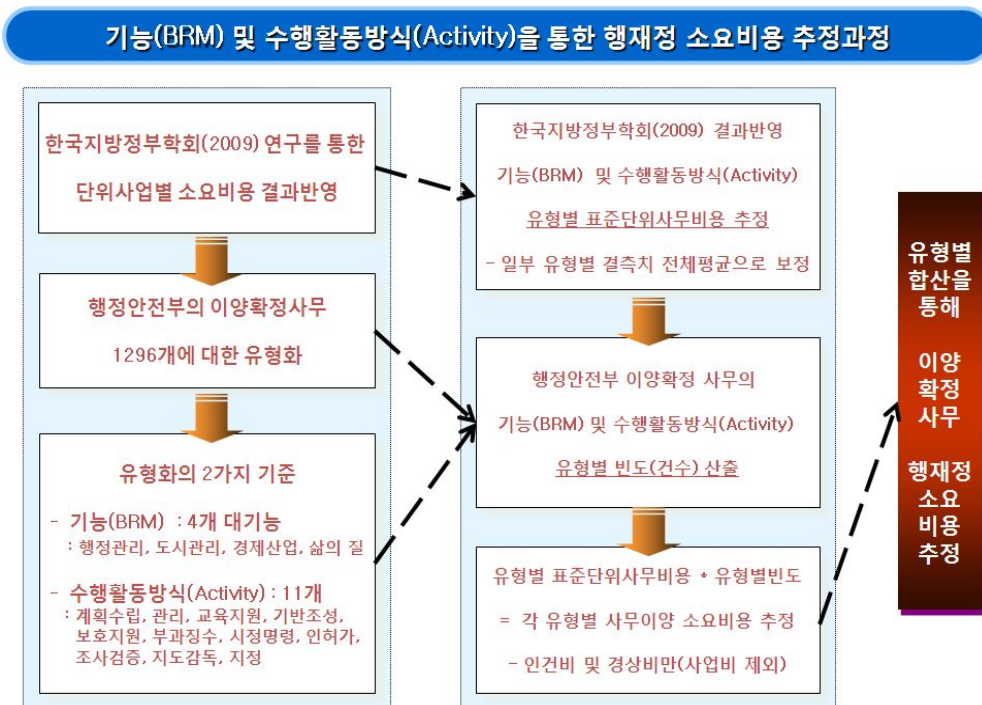 기능(BRM) 및 수행활동방식(Activity)을 통한 행재정 소요비용 추정과정
한국지방정부학회(2009) 연구를 통한
단위사업별 소요비용 결과반영
행정안전부의 이양확정사무
1296개에 대한 유형화
유형화의 2가지 기준
- 기능(BRM) : 4개 대기능
: 행정관리, 도시관리, 경제산업, 삶의 질
- 수행활동방식(Activity) : 11개
: 계획수립, 관리, 교육지원, 기반조성,
보호지원, 부과징수, 시정명령, 인허가,
조사검증, 지도감독, 지정
한국지방정부학회(2009) 결과반영
기능(BRM) 및 수행활동방식(Activity)
유형별 표준단위사무비용 추정
- 일부 유형별 결측치 전체평균으로 보정
행정안전부 이양확정 사무의
기능(BRM) 및 수행활동방식(Activity)
유형별 빈도(건수) 산출
유형별 표준단위사무비용 * 유형별빈도
= 각 유형별 사무이양 소요비용 추정
- 인건비 및 경상비만(사업비 제외)
유형별
합산을
통해
이양
확정
사무
행재정
소요
비용
추정